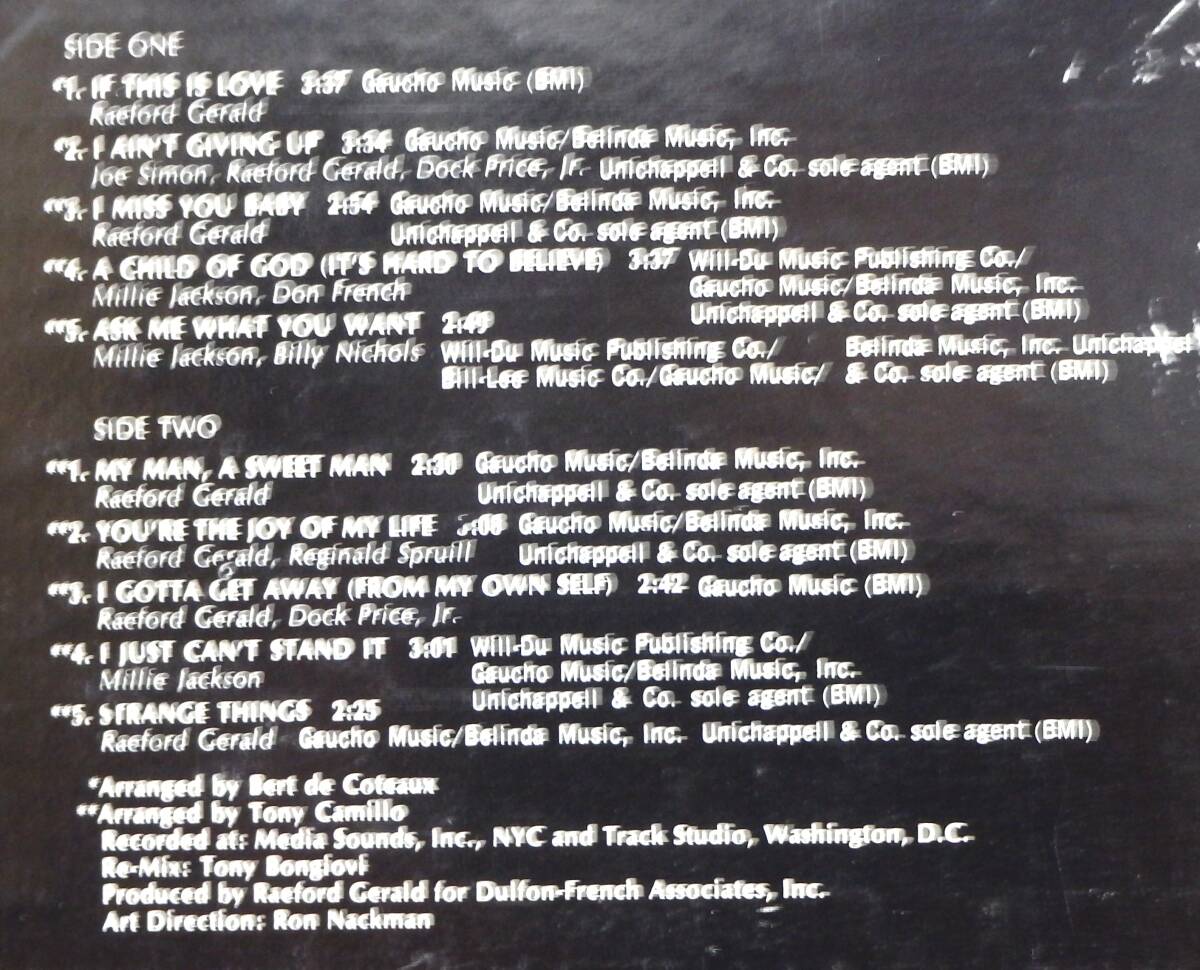 SIDE ONE
*1. IF THIS IS LOVE 3:37 Gaucho Music (BMI)
Raeford Gerald
*2. I AIN'T GIVING UP 3:34 Gaucho Music/Belinda Music, Inc.
Joe Simon, Raeford Gerald, Dock Price, Jr. Unichappell & Co. sole agent (BMI)
**3. I MISS YOU BABY 2:54 Gaucho Music/Belinda Music, Inc.
Raeford Gerald Unichappell & Co. sole agent (BMI)
**4. A CHILD OF GOD (IT'S HARD TO BELIEVE) 3:37 Will-Du Music Publishing Co./
Millie Jackson, Don French Gaucho Music/Belinda Music, Inc.
Unichappell & Co. sole agent (BMI)
**5. ASK ME WHAT YOU WANT 2:49
Millie Jackson, Billy Nichols Will-Du Music Publishing Co./ Belinda Music, Inc. Unichappell
Bill-Lee Music Co./Gaucho Music/ & Co. sole agent (BMI)
SIDE TWO
**1. MY MAN, A SWEET MAN 2:30 Gaucho Music/Belinda Music, Inc.
Raeford Gerald Unichappell & Co. sole agent (BMI)
**2. YOU'RE THE JOY OF MY LIFE :08 Gaucho Music/Belinda Music, Inc.
Raeford Gerald, Reginald Spruill Unichappell & Co. sole agent (BMI)
**3. I GOTTA GET AWAY (FROM MY OWN SELF) 2:42 Gaucho Music (BMI)
Raeford Gerald, Dock Price, Jr.
**4. I JUST CAN'T STAND IT 3:01 Will-Du Music Publishing Co./
Millie Jackson Gaucho Music/Belinda Music, Inc.
Unichappell & Co. sole agent (BMI)
**5. STRANGE THINGS 2:25
Raeford Gerald Gaucho Music/Belinda Music, Inc. Unichappell & Co. sole agent (BMI)
*Arranged by Bert de Coteaux
**Arranged by Tony Camillo
Recorded at: Media Sounds, Inc., NYC and Track Studio, Washington, D.C.
Re-Mix: Tony Bongiovi
Produced by Raeford Gerald for Dulfon-French Associates, Inc.
Art Direction: Ron Nackman